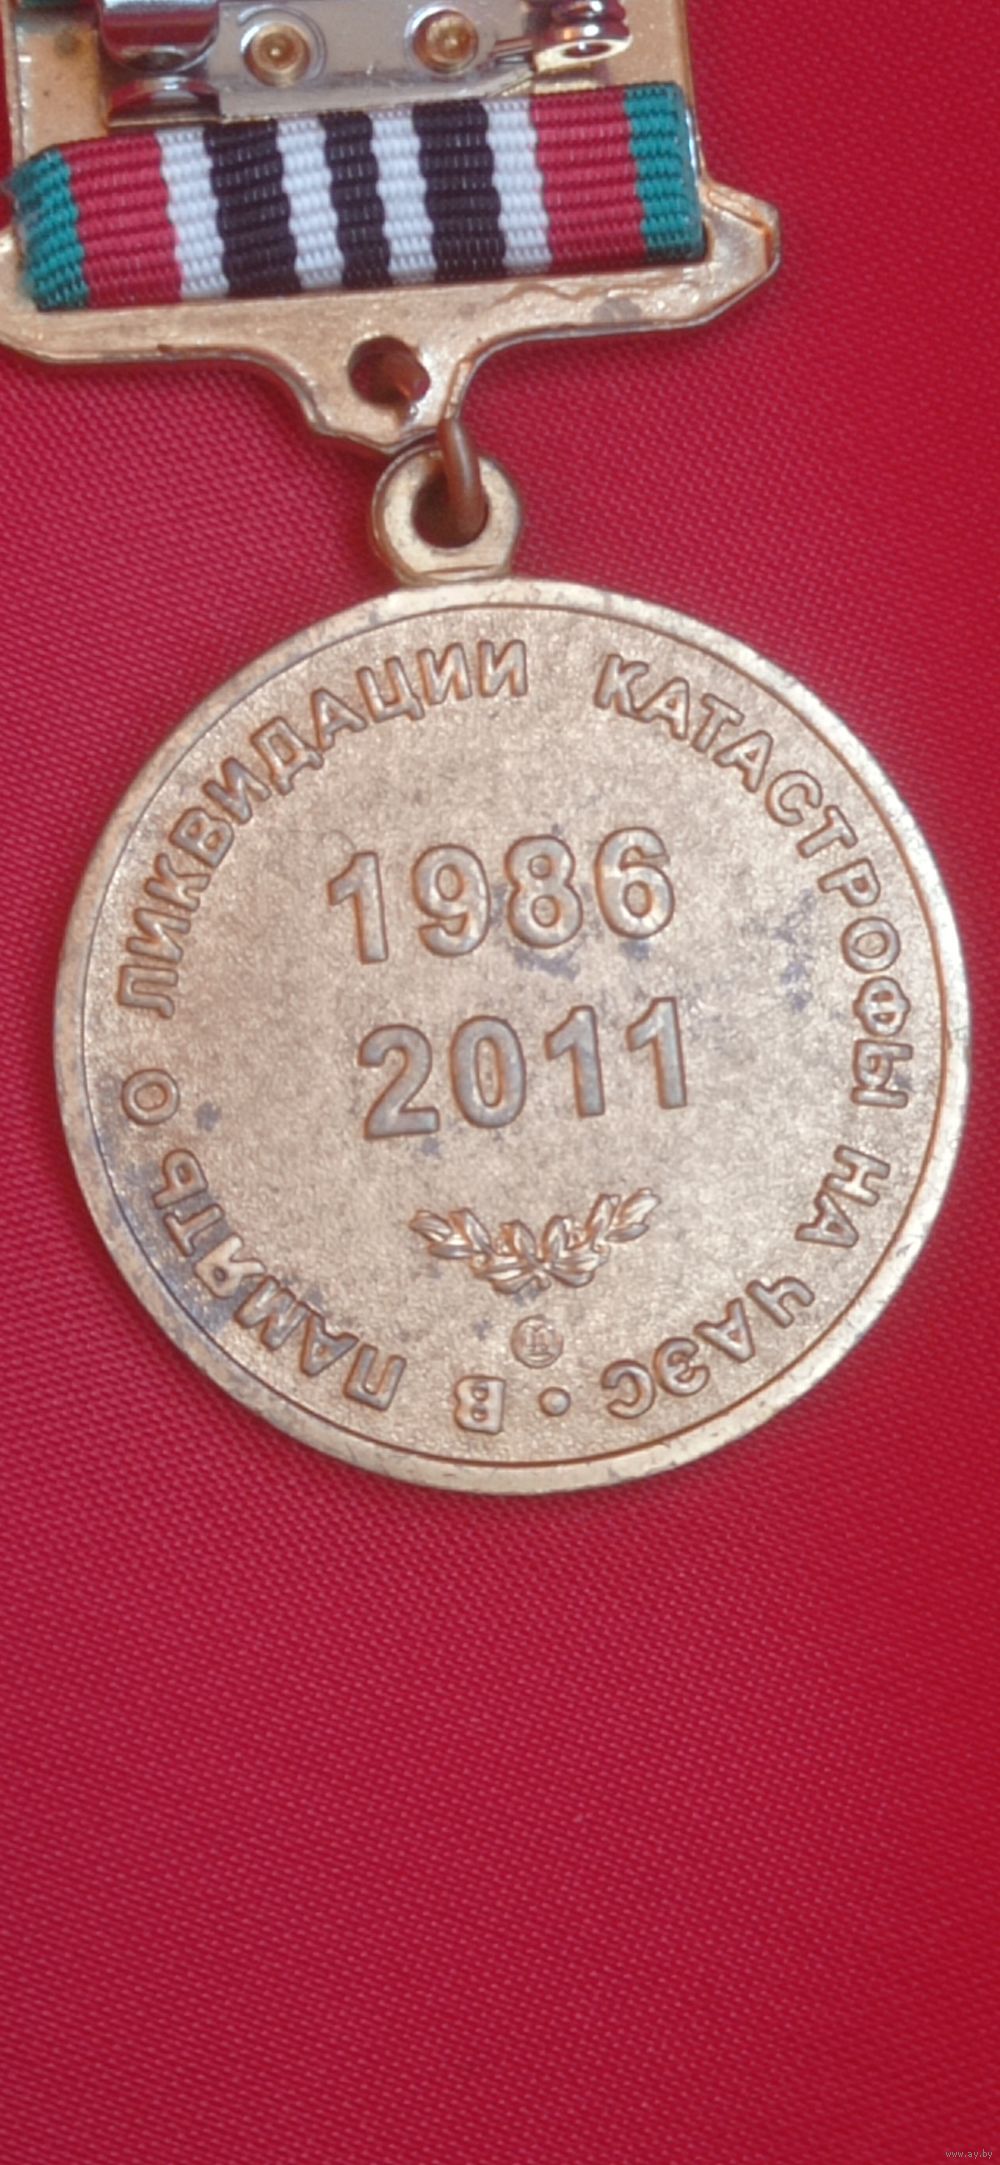 В ПАМЯТЬ О ЛИКВИДАЦИИ КАТАСТРОФЫ НА ЧАЭС •
1986
2011
www.ay.by